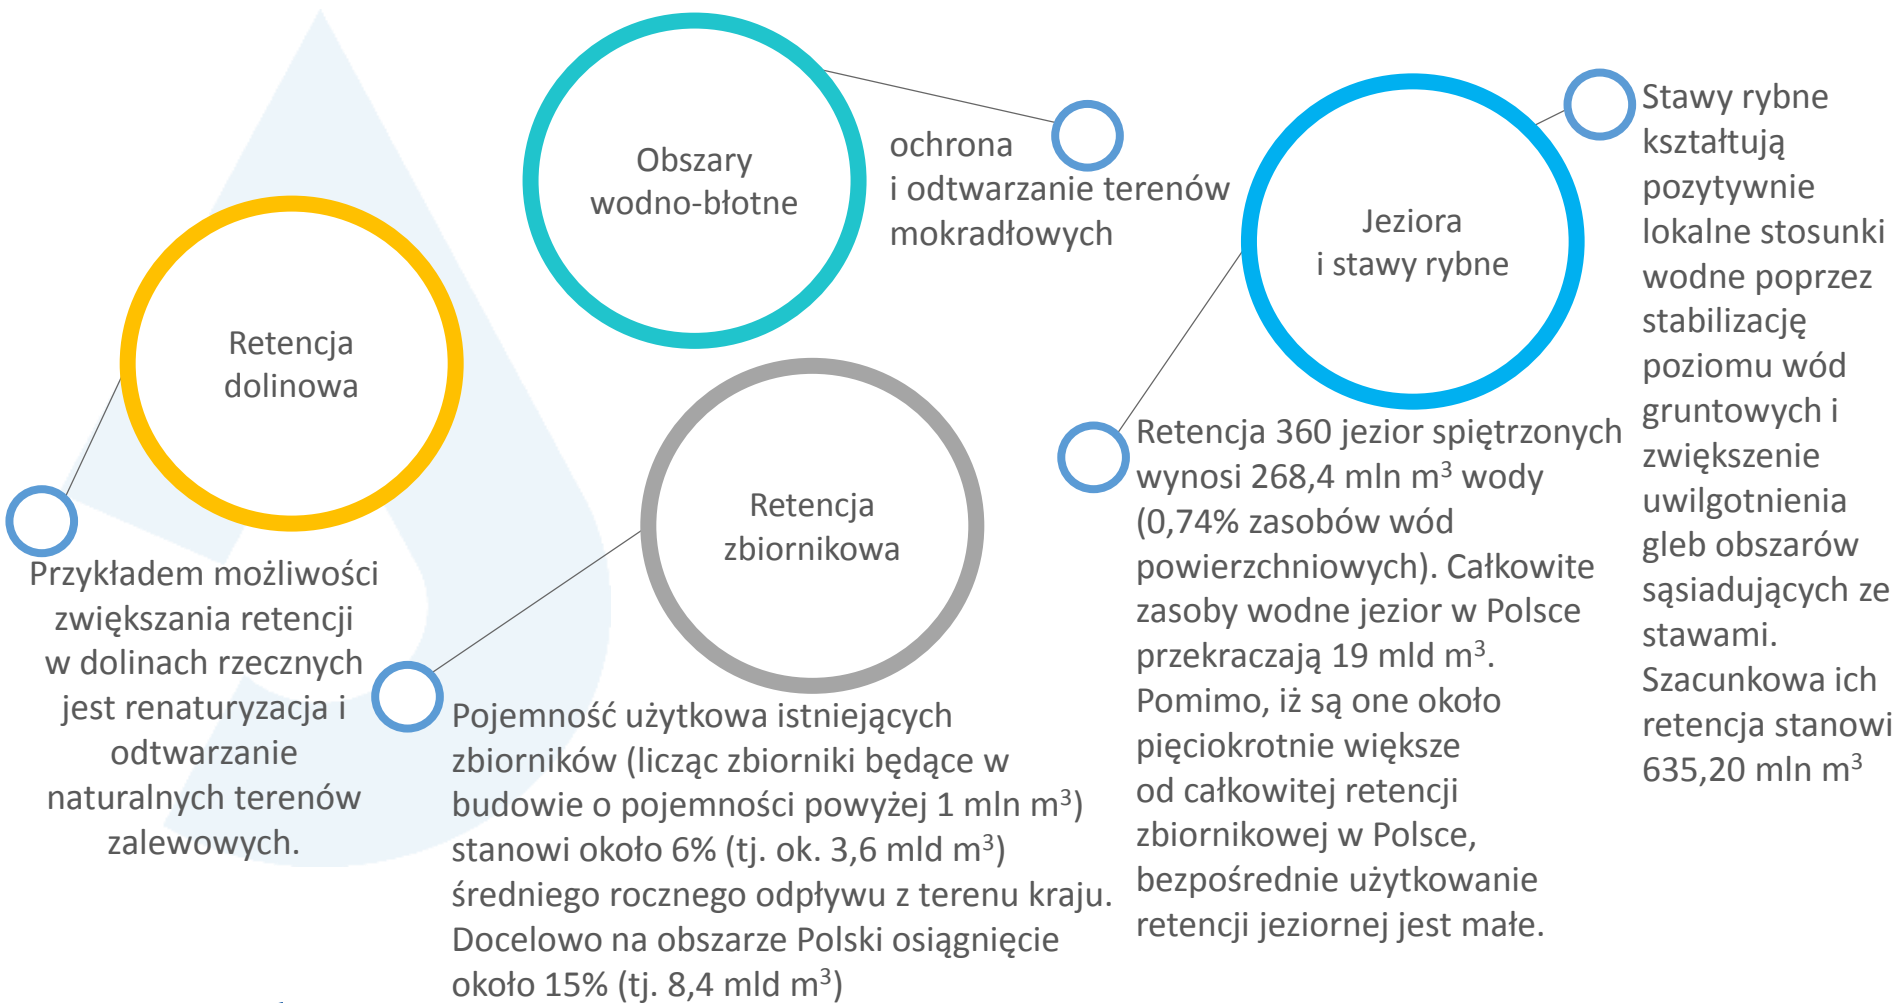 Obszary
wodno-błotne
ochrona
i odtwarzanie terenów
mokradłowych
Jeziora
i stawy rybne
Stawy rybne
kształtują
pozytywnie
lokalne stosunki
wodne poprzez
stabilizację
poziomu wód
gruntowych i
zwiększenie
uwilgotnienia
gleb obszarów
sąsiadujących ze
stawami.
Szacunkowa ich
retencja stanowi
635,20 mln m³
Retencja
dolinowa
Przykładem możliwości
zwiększania retencji
w dolinach rzecznych
jest renaturyzacja i
odtwarzanie
naturalnych terenów
zalewowych.
Retencja
zbiornikowa
Pojemność użytkowa istniejących
zbiorników (licząc zbiorniki będące w
budowie o pojemności powyżej 1 mln m³)
stanowi około 6% (tj. ok. 3,6 mld m³)
średniego rocznego odpływu z terenu kraju.
Docelowo na obszarze Polski osiągnięcie
około 15% (tj. 8,4 mld m³)
Retencja 360 jezior spiętrzonych
wynosi 268,4 mln m³ wody
(0,74% zasobów wód
powierzchniowych). Całkowite
zasoby wodne jezior w Polsce
przekraczają 19 mld m³.
Pomimo, iż są one około
pięciokrotnie większe
od całkowitej retencji
zbiornikowej w Polsce,
bezpośrednie użytkowanie
retencji jeziornej jest małe.